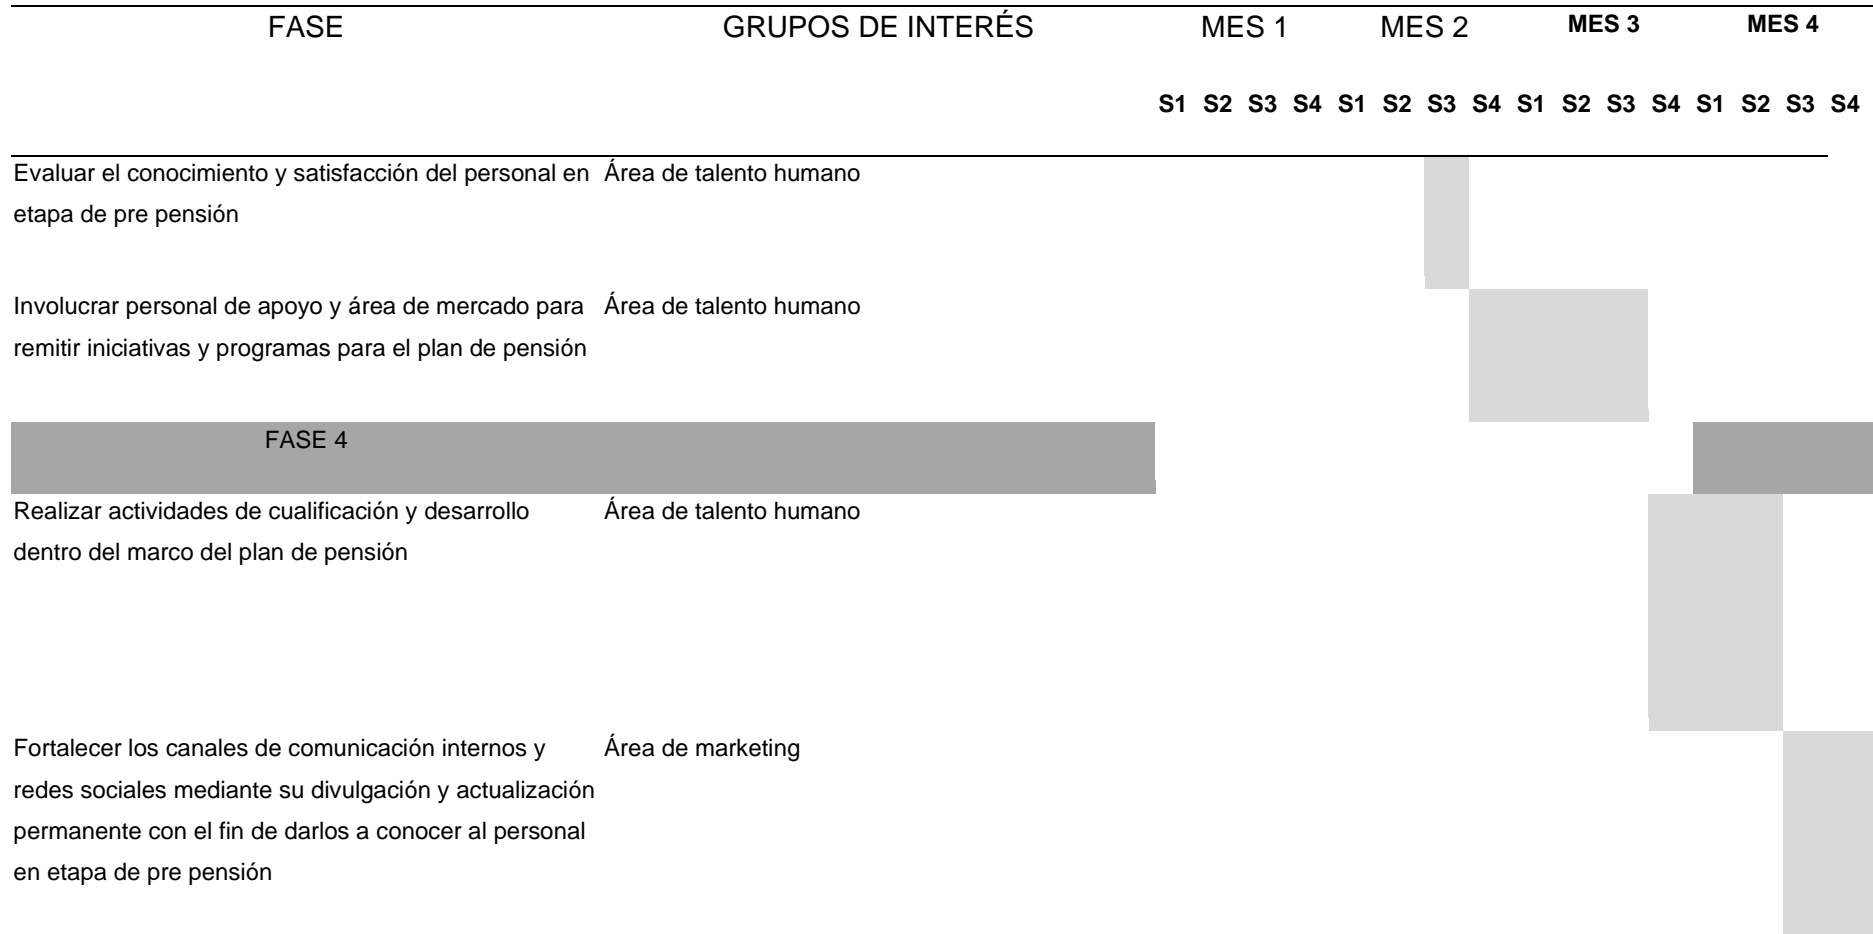 FASE GRUPOS DE INTERÉS MES 1 MES 2 MES 3 MES 4
S1 S2 S3 S4 S1 S2 S3 S4 S1 S2 S3 S4 S1 S2 S3 S4
Evaluar el conocimiento y satisfacción del personal en Área de talento humano
etapa de pre pensión
Involucrar personal de apoyo y área de mercado para Área de talento humano
remitir iniciativas y programas para el plan de pensión
FASE 4
Realizar actividades de cualificación y desarrollo Área de talento humano
dentro del marco del plan de pensión
Fortalecer los canales de comunicación internos y Área de marketing
redes sociales mediante su divulgación y actualización
permanente con el fin de darlos a conocer al personal
en etapa de pre pensión